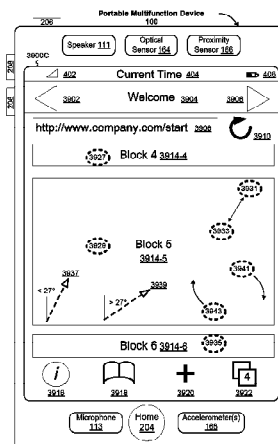 Portable Multifunction Device
100
206
3900C
Speaker 111
Optical
Sensor 164
Proximity
Sensor 166
208
208
402
Current Time 404
406
3902
Welcome 3904
3906
http://www.company.com/start 3908
3910
3927
Block 4 3914-4
3931
3933
3929
Block 5
3914-5
3937
3939
3941
< 27°
> 27°
3943
Block 6 3914-6
3935
i
4
3916
3918
3920
3922
Microphone
113
Home
204
Accelerometer(s)
168